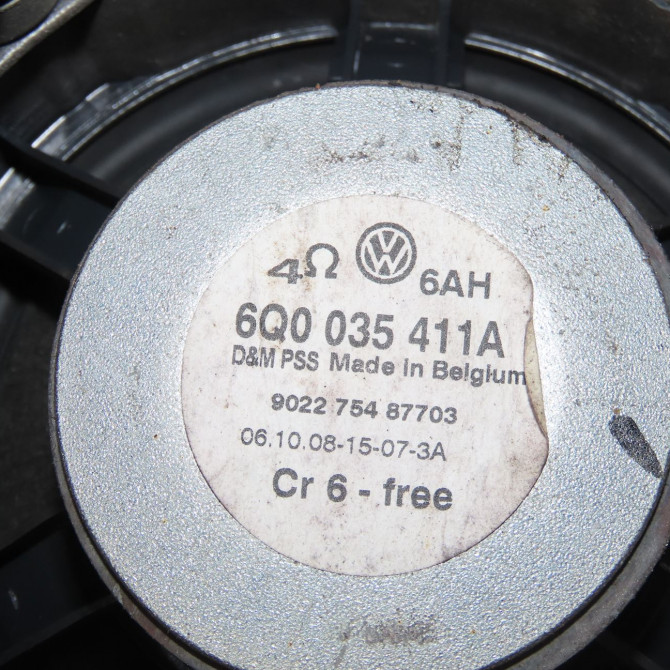 4Ω VW 6AH
6Q0 035 411A
D&M PSS Made in Belgium
9022 754 87703
06.10.08-15-07-3A
Cr 6 - free